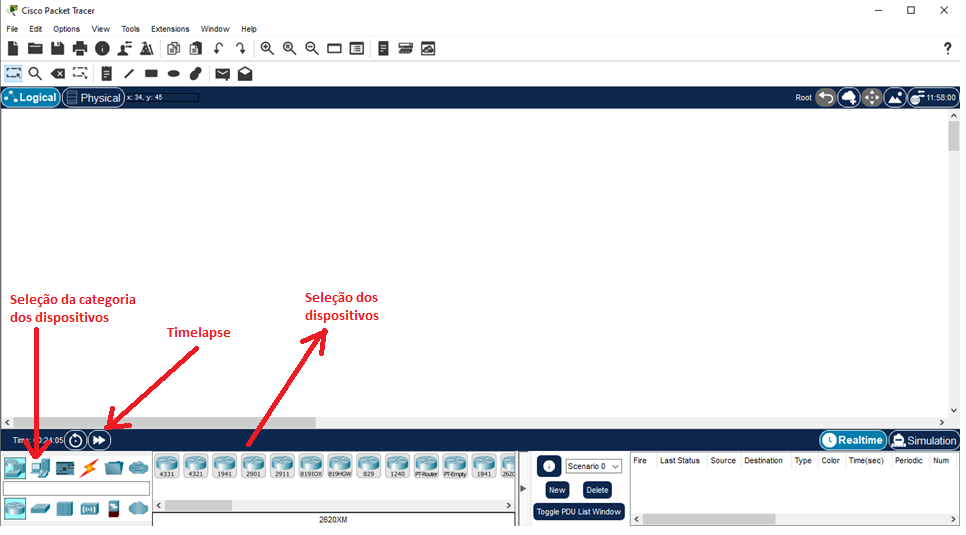 Cisco Packet Tracer
File Edit Options View Tools Extensions Window Help
?
Logical Physical x: 34, y: 45 Root 11:58:00
Seleção da categoria
dos dispositivos
Timelapse
Seleção dos
dispositivos
Time: 00:24:05 Realtime Simulation
4331 4321 1941 2901 2911 819IOX 819HGW 829 1240 PT-Router PT-Empty 1841
2620XM
Scenario 0
New Delete
Toggle PDU List Window
Fire Last Status Source Destination Type Color Time(sec) Periodic Num